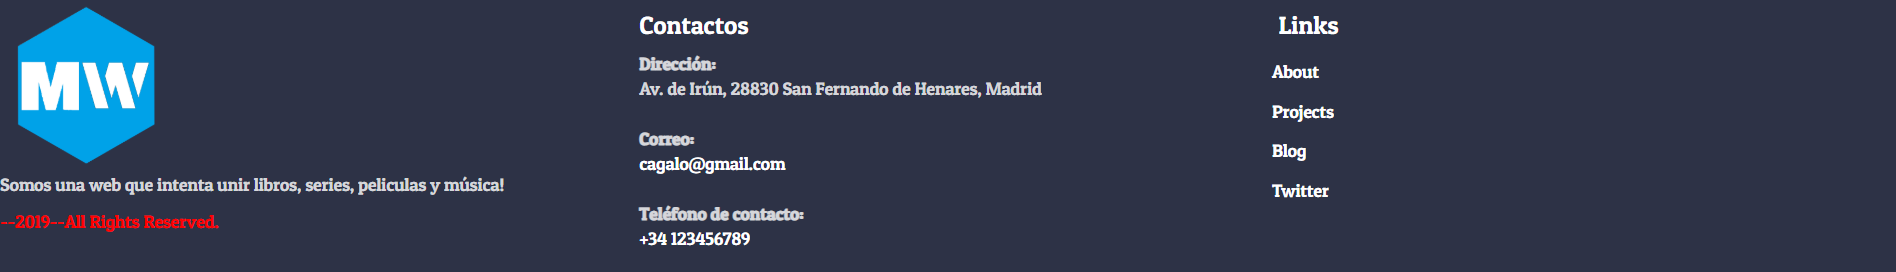 MW
Somos una web que intenta unir libros, series, peliculas y música!
--2019--All Rights Reserved.
Contactos
Dirección:
Av. de Irún, 28830 San Fernando de Henares, Madrid
Correo:
cagalo@gmail.com
Teléfono de contacto:
+34 123456789
Links
About
Projects
Blog
Twitter